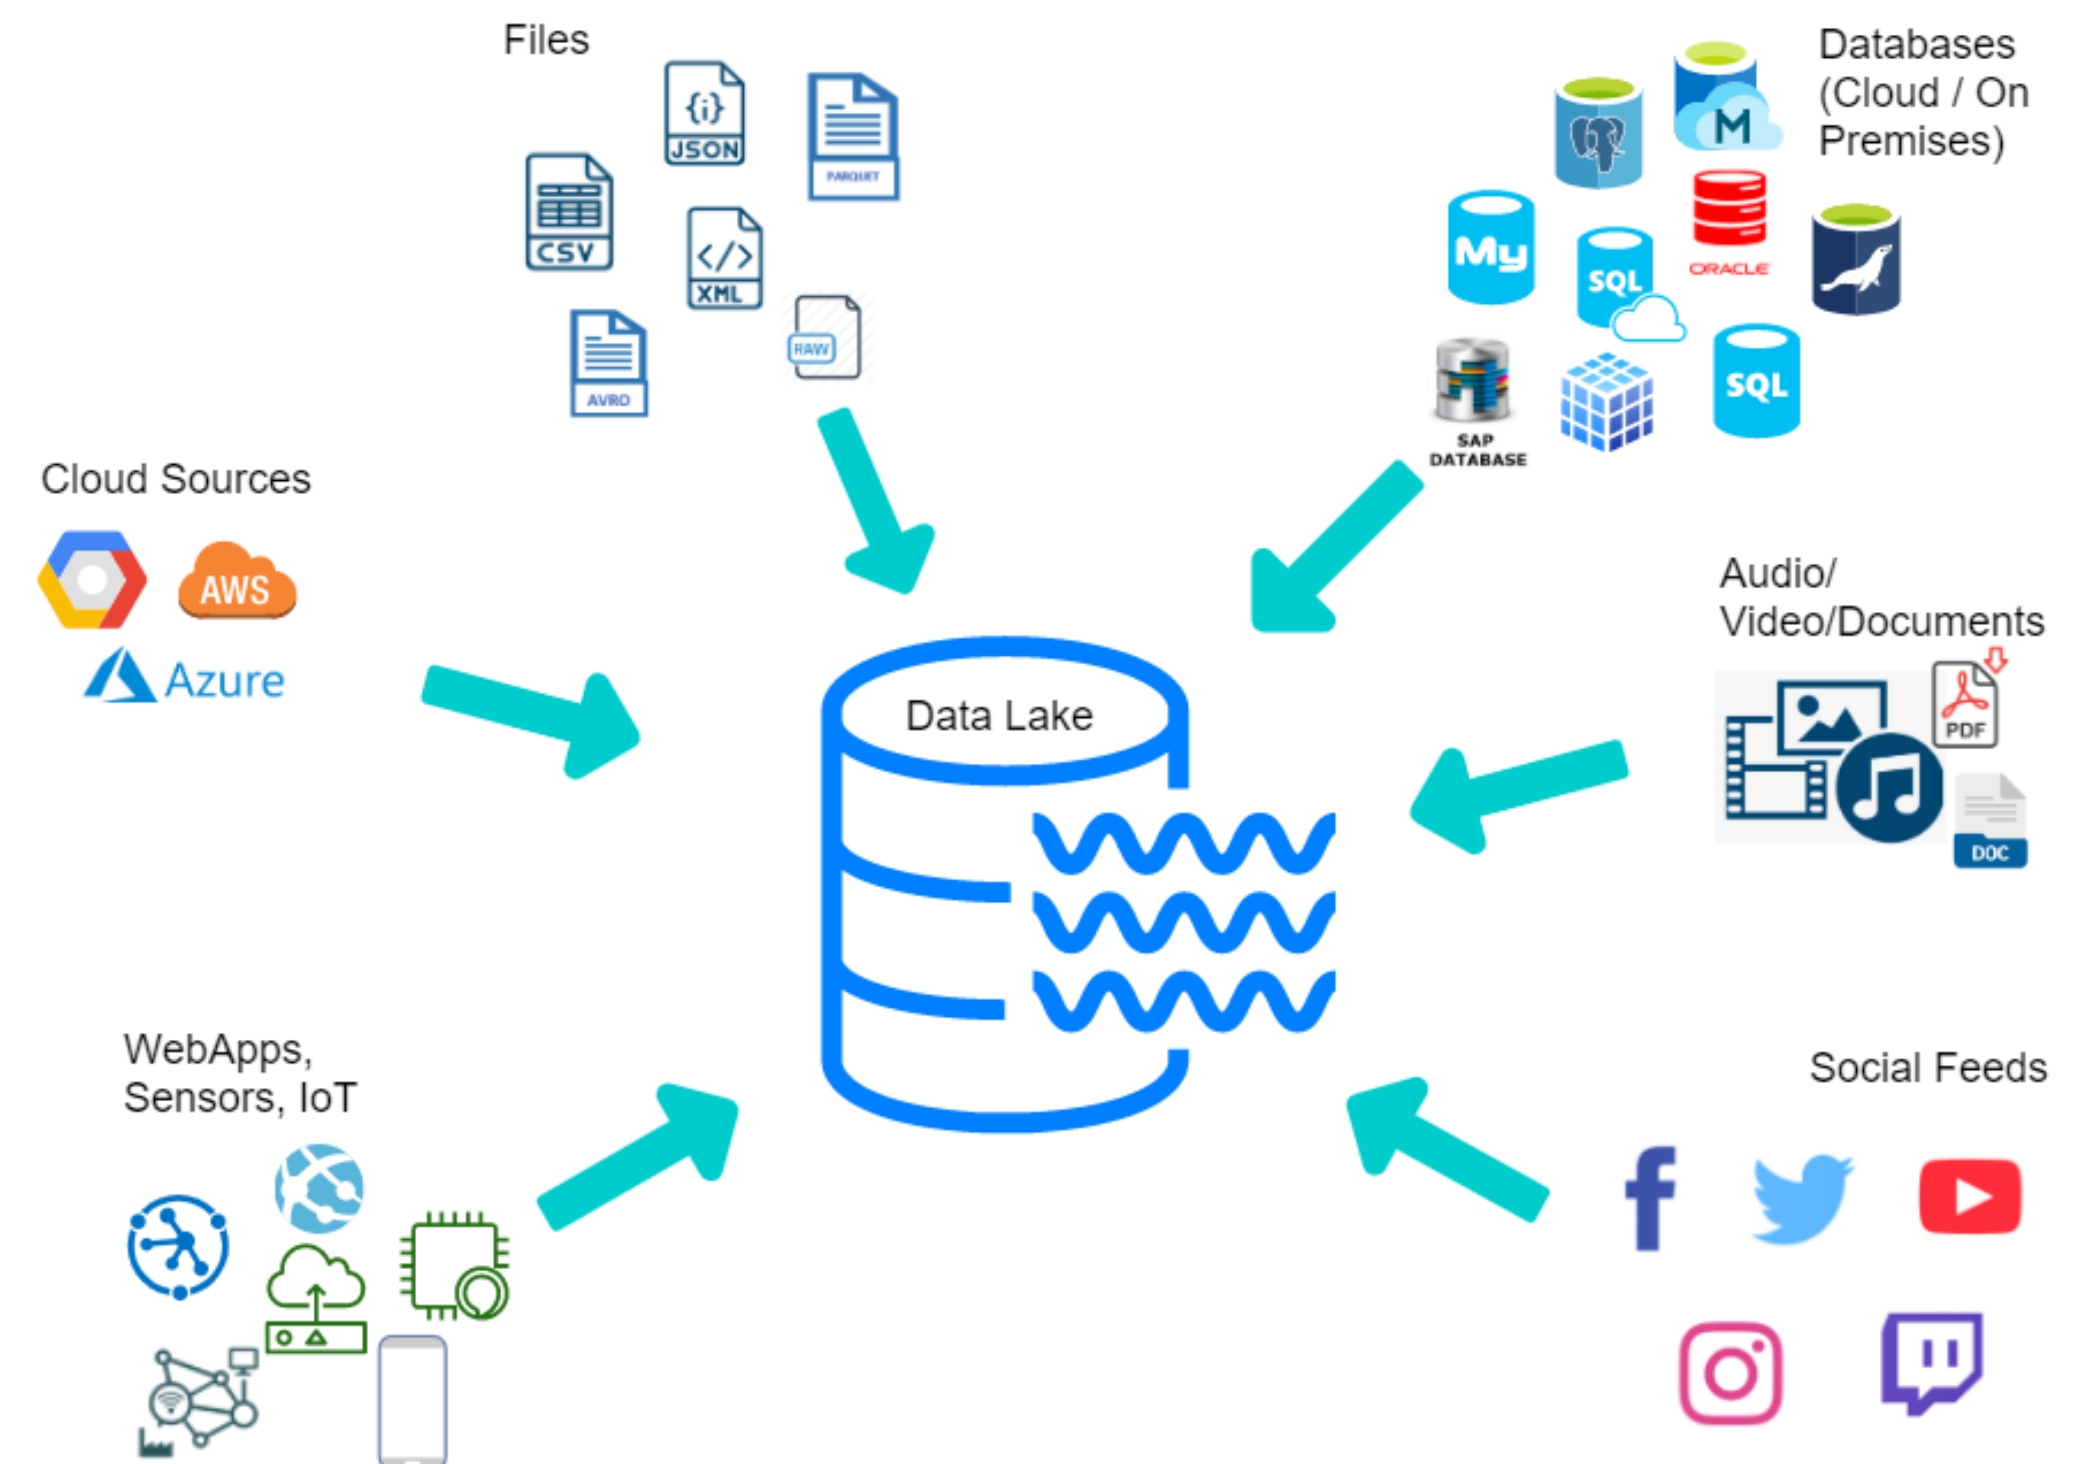 Files
JSON
PARQUET
CSV
XML
RAW
AVRO
Databases
(Cloud / On
Premises)
M
My
SQL
ORACLE
SQL
SAP
DATABASE
Cloud Sources
AWS
Azure
Audio/
Video/Documents
PDF
DOC
Data Lake
WebApps,
Sensors, IoT
Social Feeds